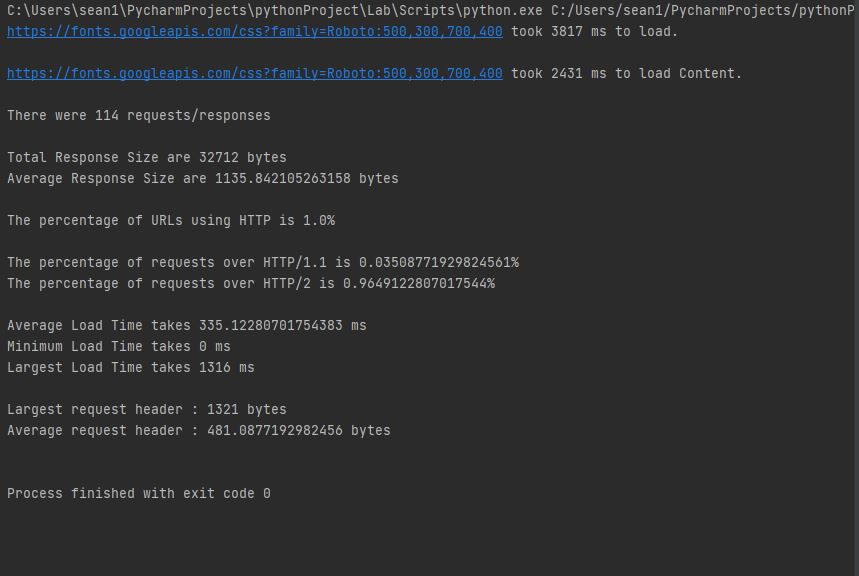 C:\Users\sean1\PycharmProjects\pythonProject\Lab\Scripts\python.exe C:/Users/sean1/PycharmProjects/pythonP
https://fonts.googleapis.com/css?family=Roboto:500,300,700,400 took 3817 ms to load.
https://fonts.googleapis.com/css?family=Roboto:500,300,700,400 took 2431 ms to load Content.
There were 114 requests/responses
Total Response Size are 32712 bytes
Average Response Size are 1135.842105263158 bytes
The percentage of URLs using HTTP is 1.0%
The percentage of requests over HTTP/1.1 is 0.03508771929824561%
The percentage of requests over HTTP/2 is 0.9649122807017544%
Average Load Time takes 335.12280701754383 ms
Minimum Load Time takes 0 ms
Largest Load Time takes 1316 ms
Largest request header : 1321 bytes
Average request header : 481.0877192982456 bytes
Process finished with exit code 0